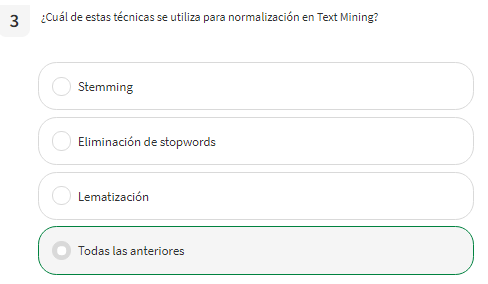 3
¿Cuál de estas técnicas se utiliza para normalización en Text Mining?
Stemming
Eliminación de stopwords
Lematización
Todas las anteriores